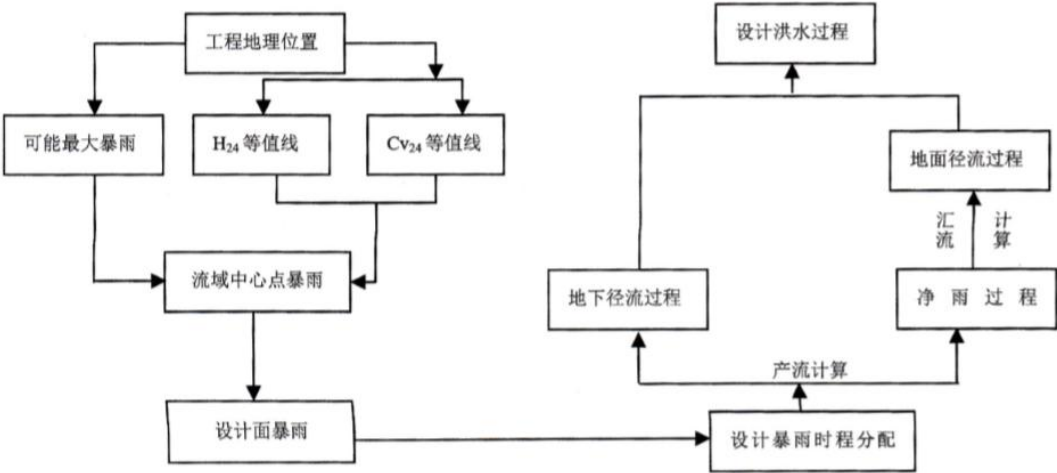 工程地理位置
可能最大暴雨
H24 等值线
Cv24 等值线
流域中心点暴雨
设计面暴雨
设计洪水过程
地面径流过程
汇流
计算
地下径流过程
净雨过程
产流计算
设计暴雨时程分配